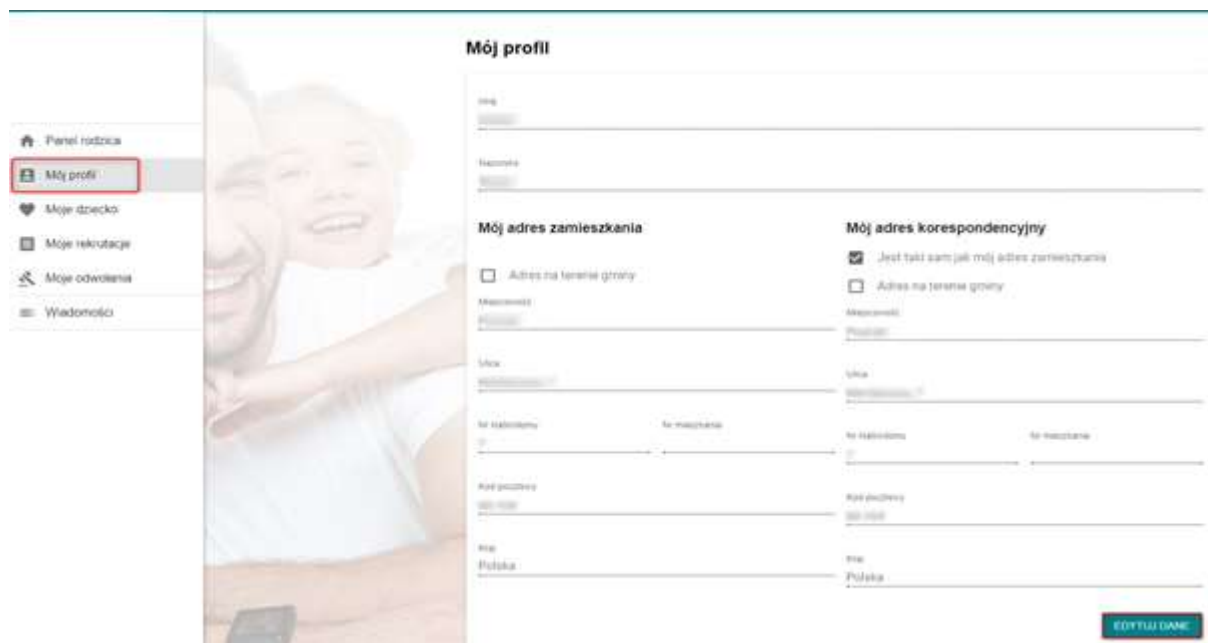 Mój profil
Panel rodzica
Mój profil
Moje dziecko
Moje rekrutacje
Moje odwołania
Wiadomości
Imię
Nazwisko
Mój adres zamieszkania
Adres na terenie gminy
Miejscowość
Ulica
Nr budynku
Nr mieszkania
Kod pocztowy
Kraj
Polska
Mój adres korespondencyjny
Jest taki sam jak mój adres zamieszkania
Adres na terenie gminy
Miejscowość
Ulica
Nr budynku
Nr mieszkania
Kod pocztowy
Kraj
Polska
EDYTUJ DANE